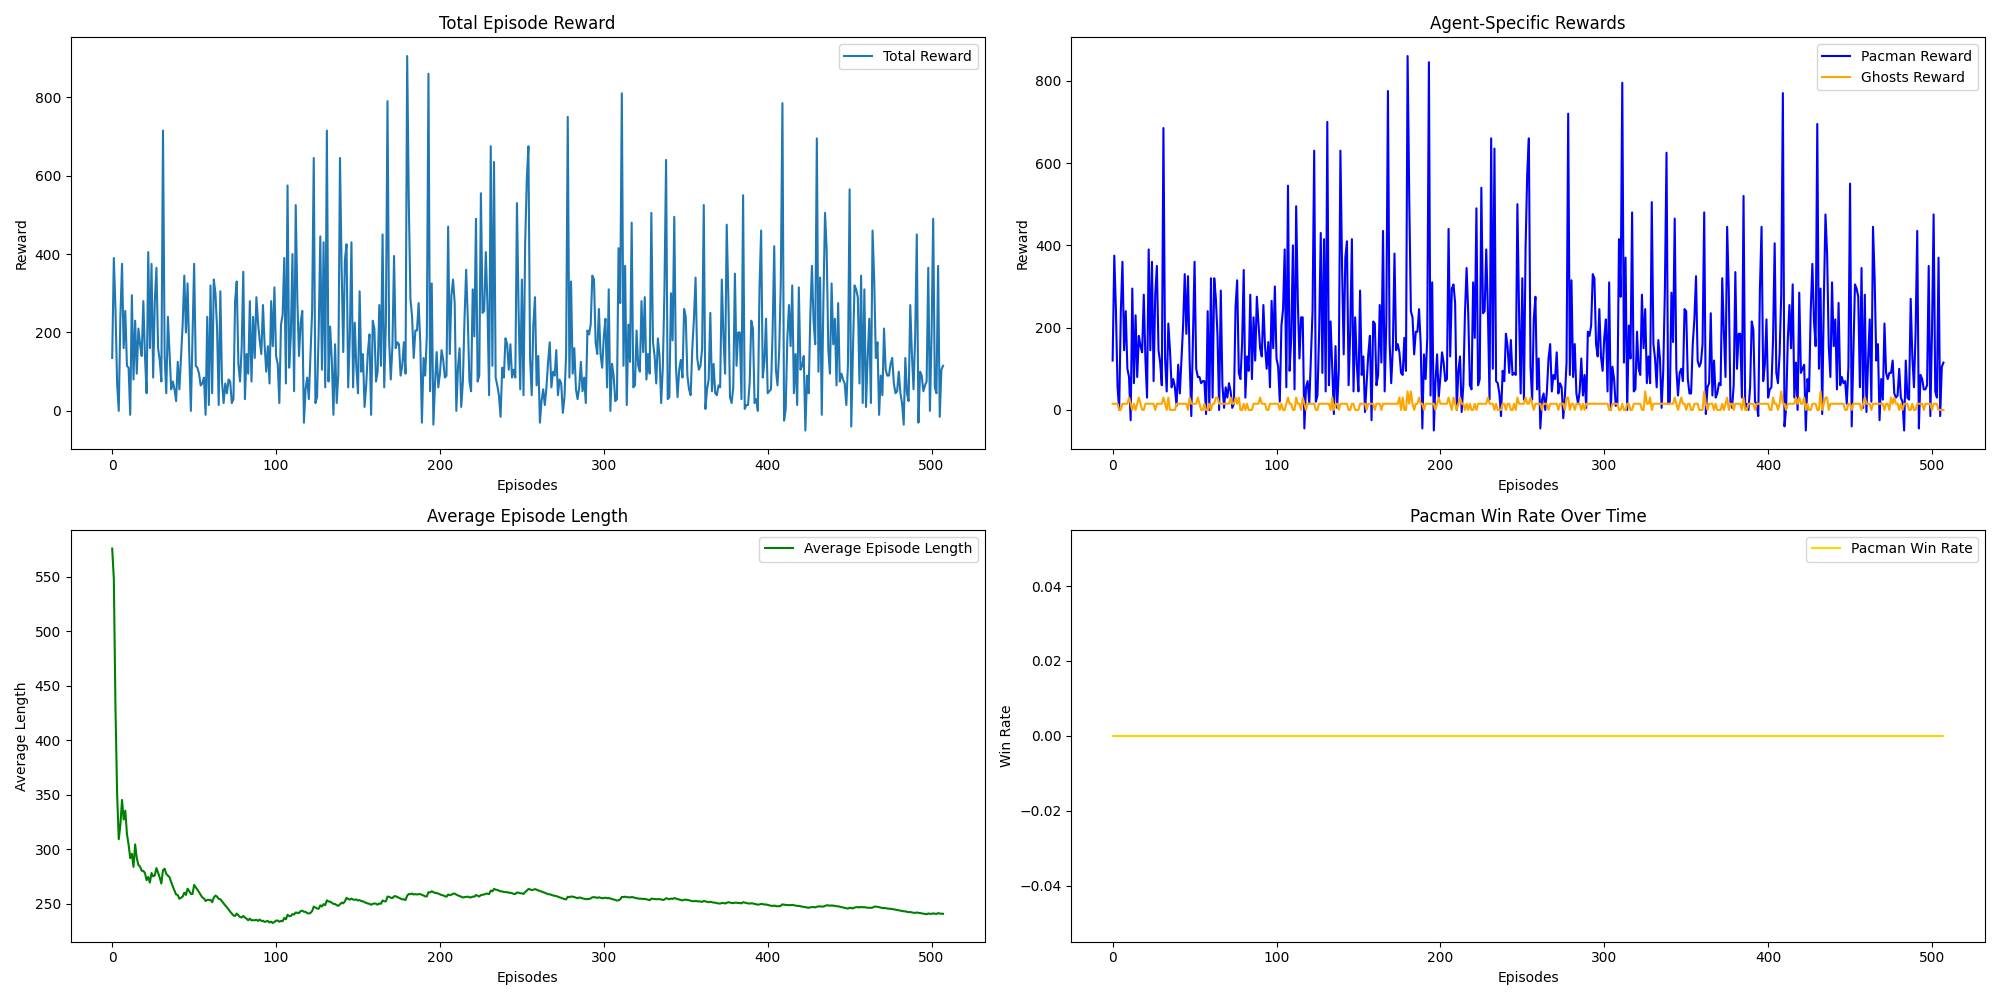 Total Episode Reward
Total Reward
Reward
800
600
400
200
0
0 100 200 300 400 500
Episodes
Agent-Specific Rewards
Pacman Reward
Ghosts Reward
Reward
800
600
400
200
0
0 100 200 300 400 500
Episodes
Average Episode Length
Average Episode Length
Average Length
550
500
450
400
350
300
250
0 100 200 300 400 500
Episodes
Pacman Win Rate Over Time
Pacman Win Rate
Win Rate
0.04
0.02
0.00
−0.02
−0.04
0 100 200 300 400 500
Episodes